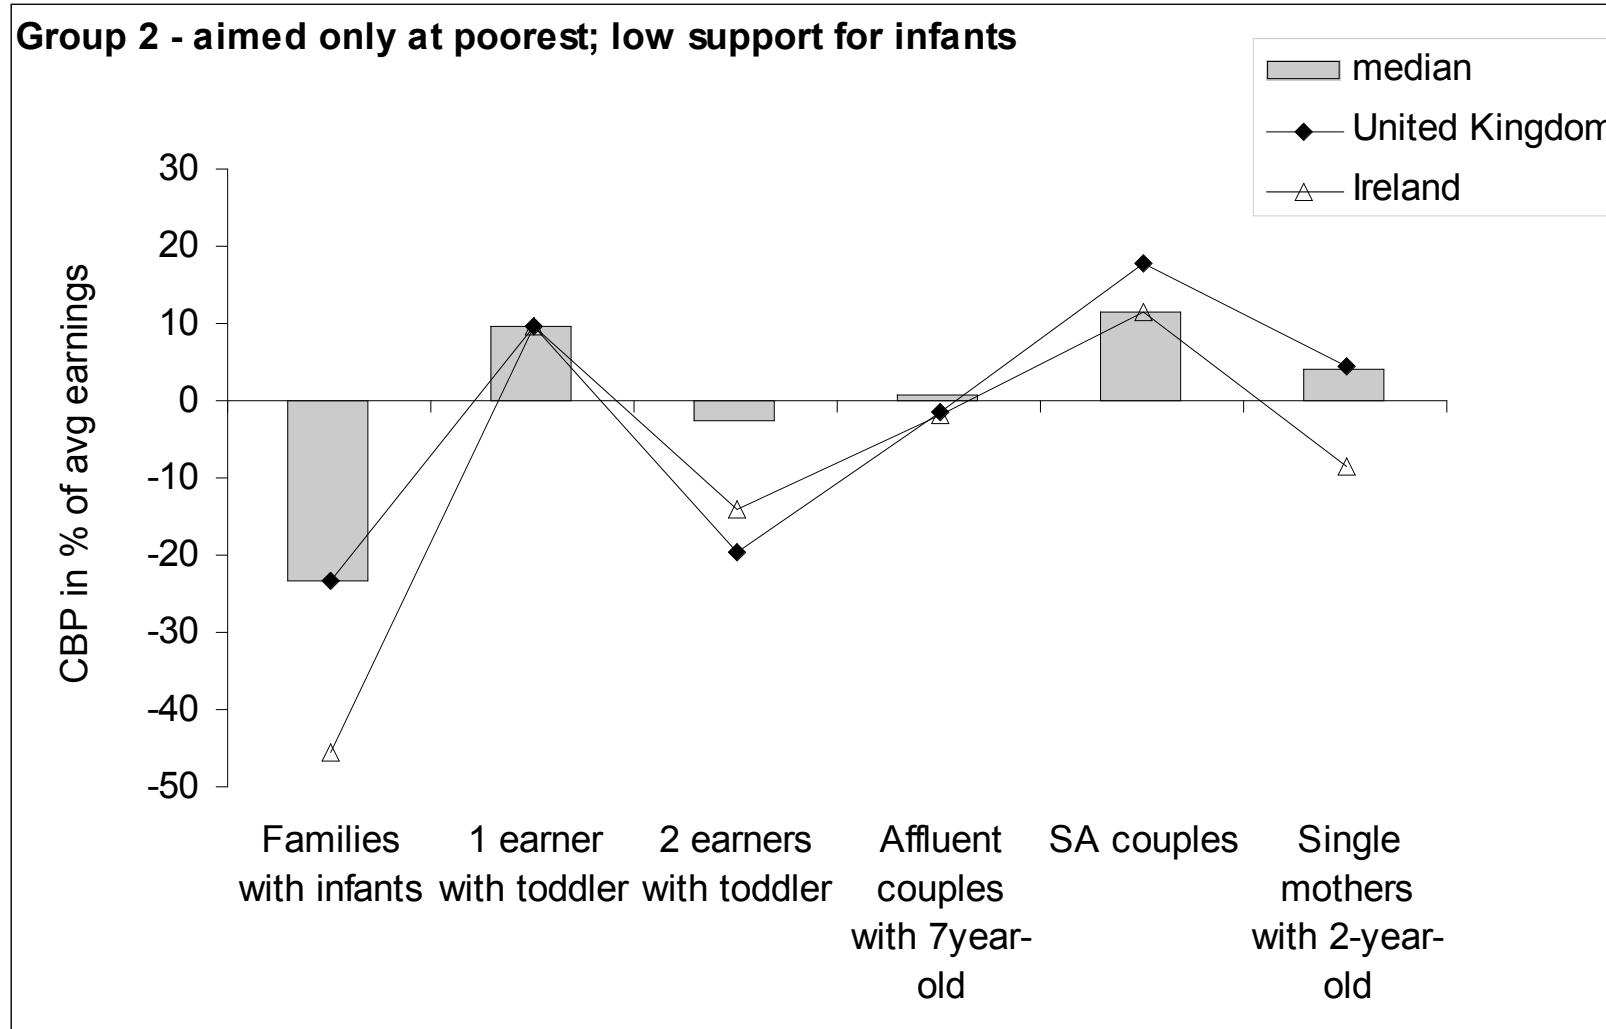 Group 2 - aimed only at poorest; low support for infants
median
United Kingdom
Ireland
30
20
10
0
-10
-20
-30
-40
-50
CBP in % of avg earnings
Families
with infants
1 earner
with toddler
2 earners
with toddler
Affluent
couples
with 7year-
old
SA couples
Single
mothers
with 2-year-
old